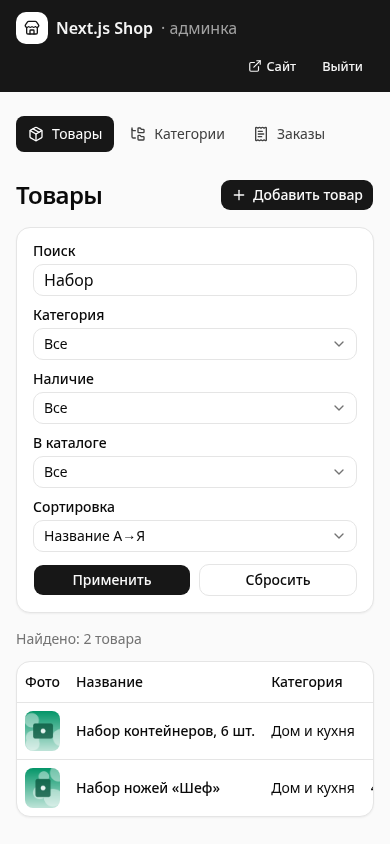 Next.js Shop · админка
Сайт Выйти
Товары Категории Заказы
Товары
Добавить товар
Поиск
Набор
Категория
Все
Наличие
Все
В каталоге
Все
Сортировка
Название А→Я
Применить Сбросить
Найдено: 2 товара
Фото Название Категория
Набор контейнеров, 6 шт. Дом и кухня
Набор ножей «Шеф» Дом и кухня